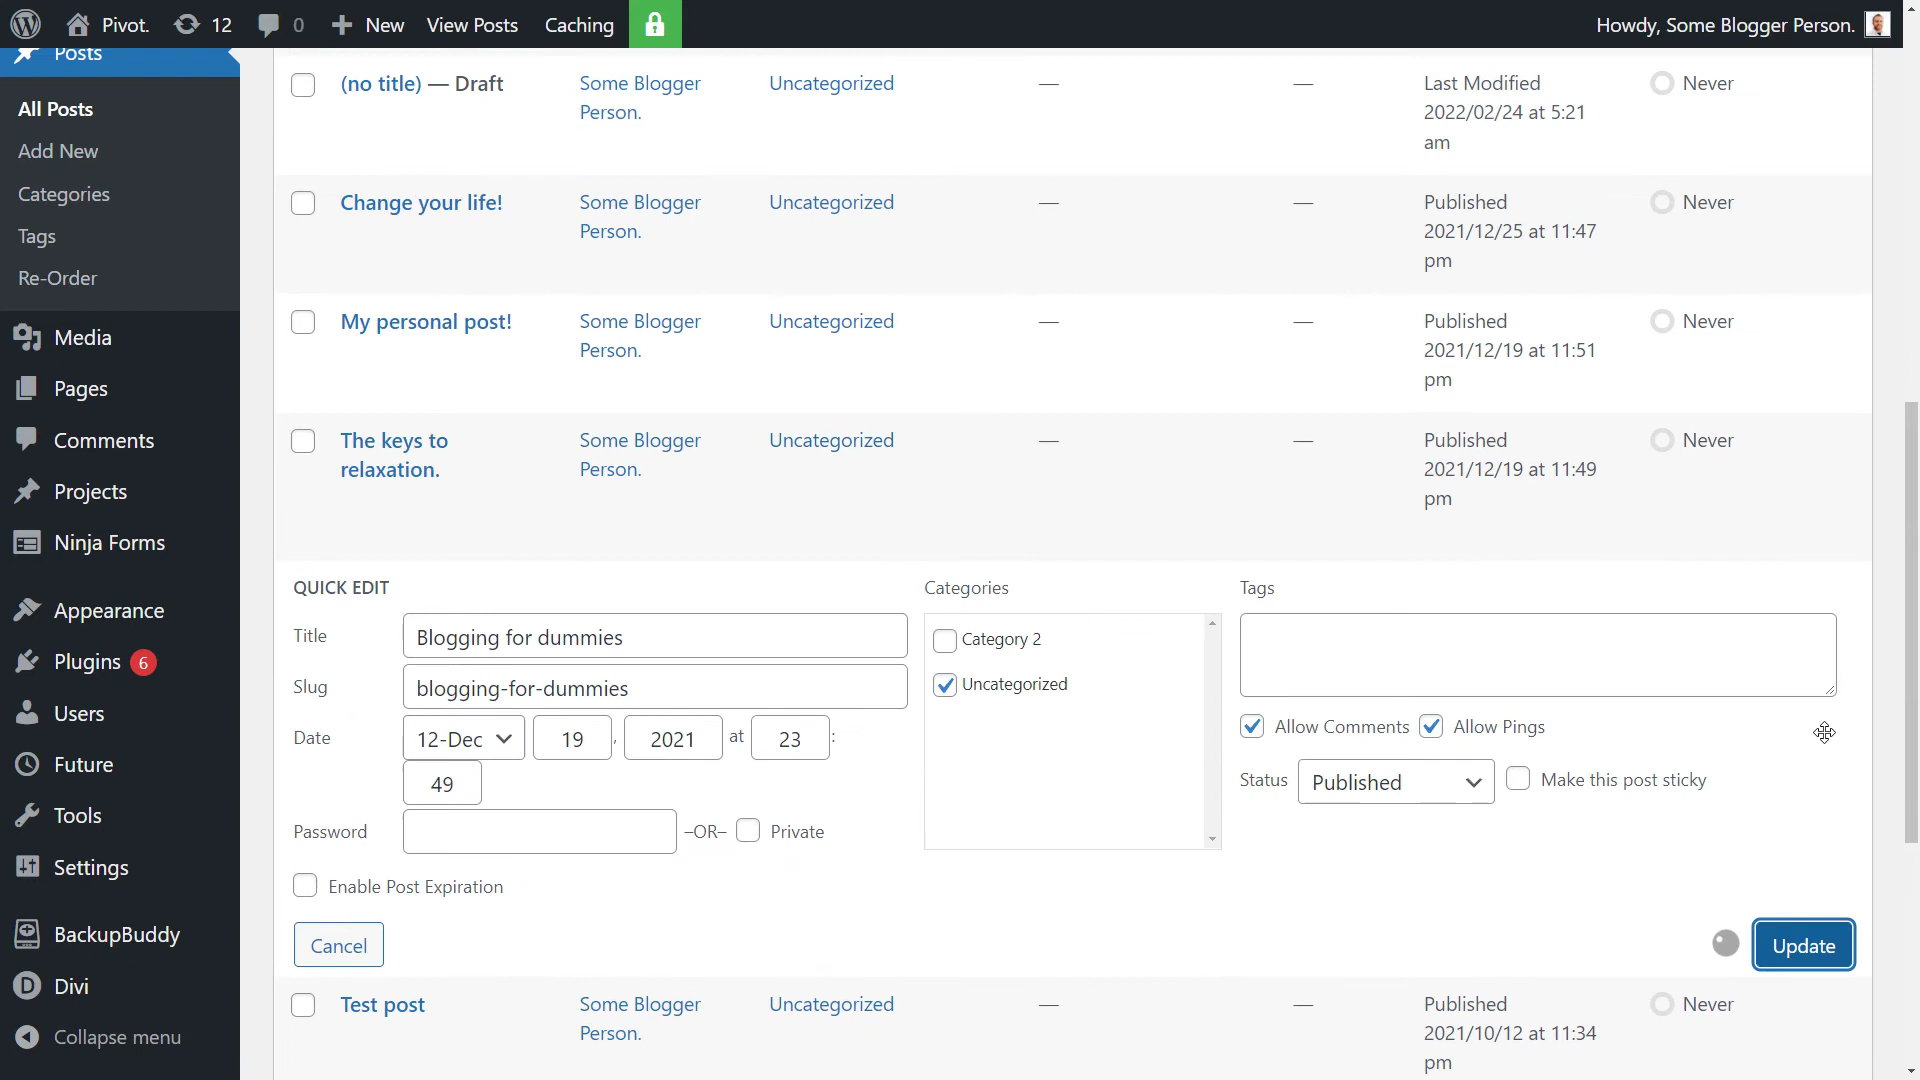 Pivot. 12 0 New View Posts Caching Howdy, Some Blogger Person.
Posts
All Posts
Add New
Categories
Tags
Re-Order
Media
Pages
Comments
Projects
Ninja Forms
Appearance
Plugins 6
Users
Future
Tools
Settings
BackupBuddy
Divi
Collapse menu
(no title) — Draft Some Blogger Uncategorized — — Last Modified Never
Person. 2022/02/24 at 5:21
am
Change your life! Some Blogger Uncategorized — — Published Never
Person. 2021/12/25 at 11:47
pm
My personal post! Some Blogger Uncategorized — — Published Never
Person. 2021/12/19 at 11:51
pm
The keys to Some Blogger Uncategorized — — Published Never
relaxation. Person. 2021/12/19 at 11:49
pm
QUICK EDIT Categories Tags
Title Blogging for dummies Category 2
Slug blogging-for-dummies Uncategorized
Allow Comments Allow Pings
Date 12-Dec 19 , 2021 at 23 :
49 Status Published Make this post sticky
Password –OR– Private
Enable Post Expiration
Cancel Update
Test post Some Blogger Uncategorized — — Published Never
Person. 2021/10/12 at 11:34
pm